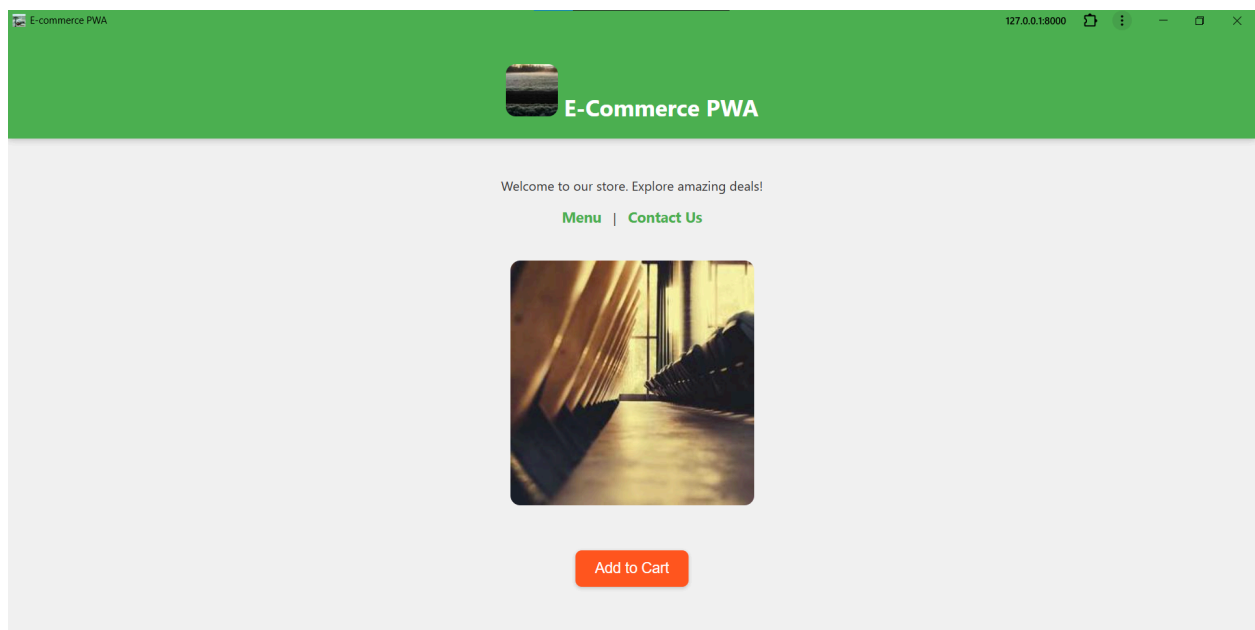 E-commerce PWA 127.0.0.1:8000
E-Commerce PWA
Welcome to our store. Explore amazing deals!
Menu | Contact Us
Add to Cart